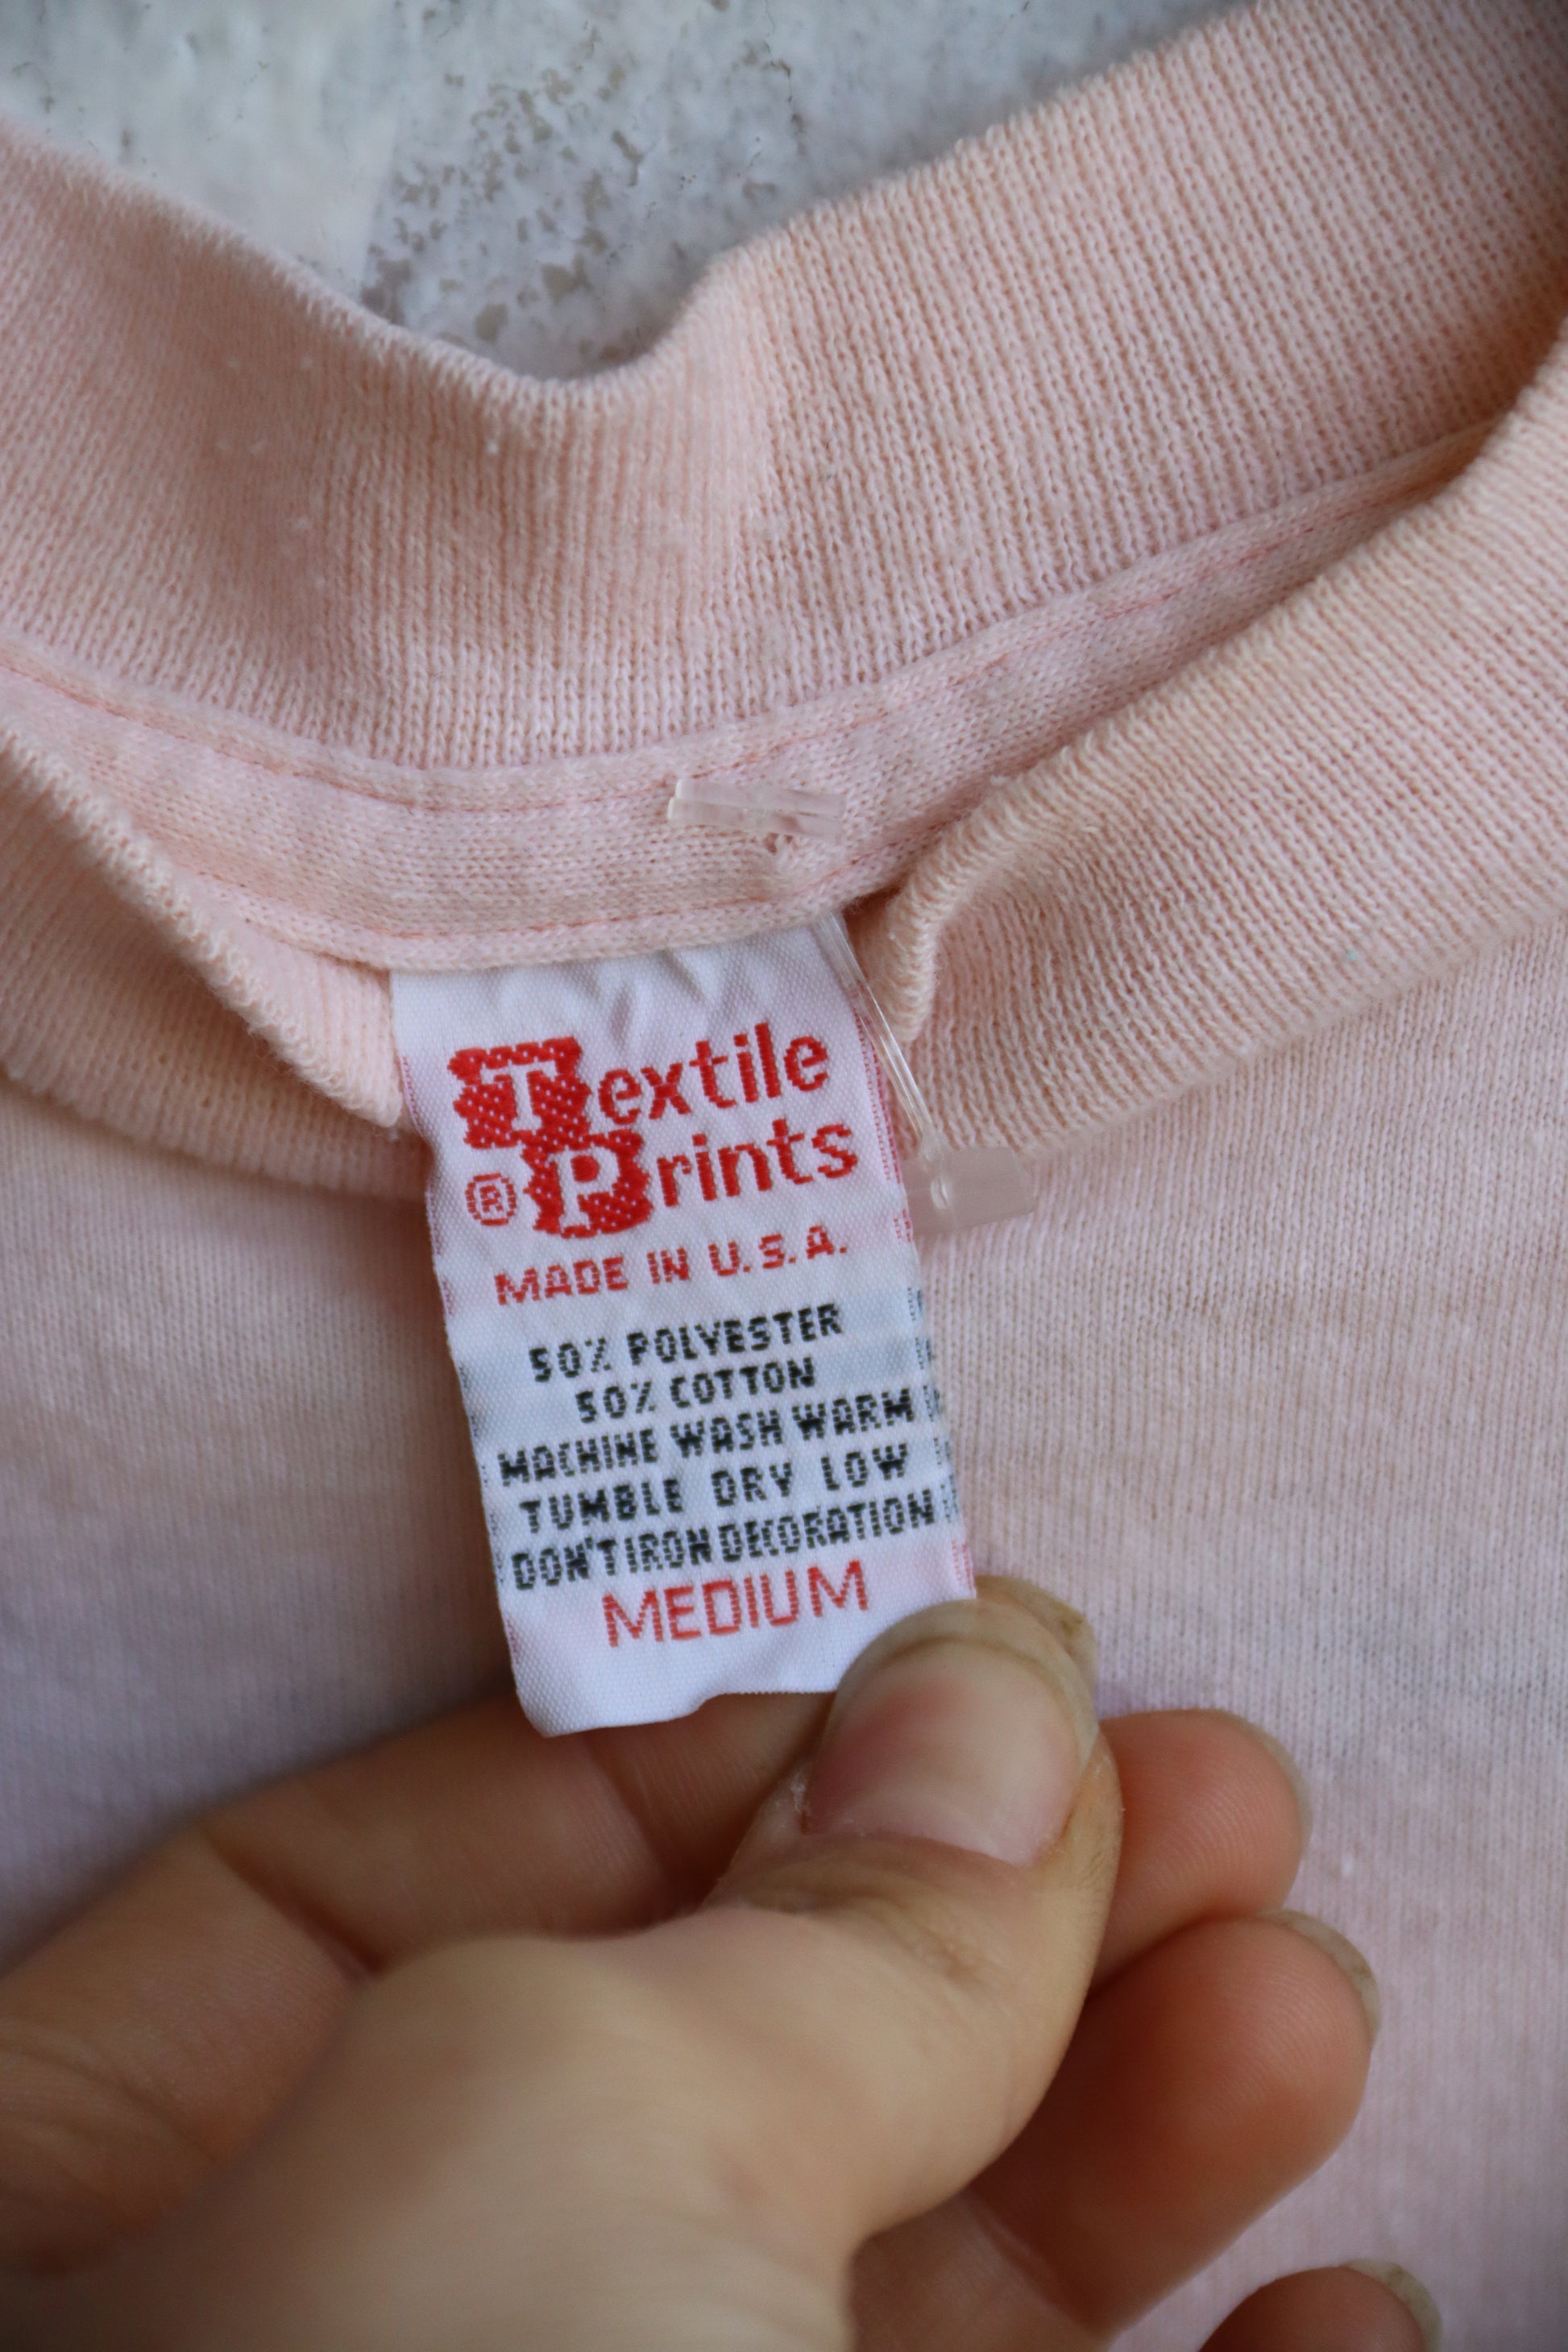 Textile
® Prints
MADE IN U.S.A.
50% POLYESTER
50% COTTON
MACHINE WASH WARM
TUMBLE DRY LOW
DON'T IRON DECORATION
MEDIUM